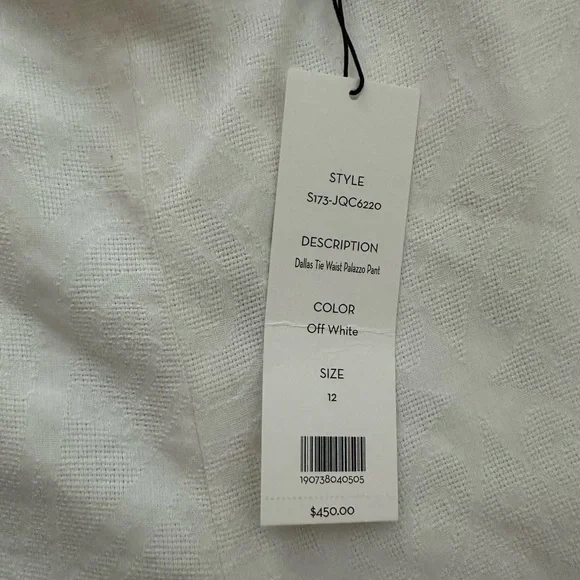 STYLE
S173-JQC6220
DESCRIPTION
Dallas Tie Waist Palazzo Pant
COLOR
Off White
SIZE
12
190738040505
$450.00